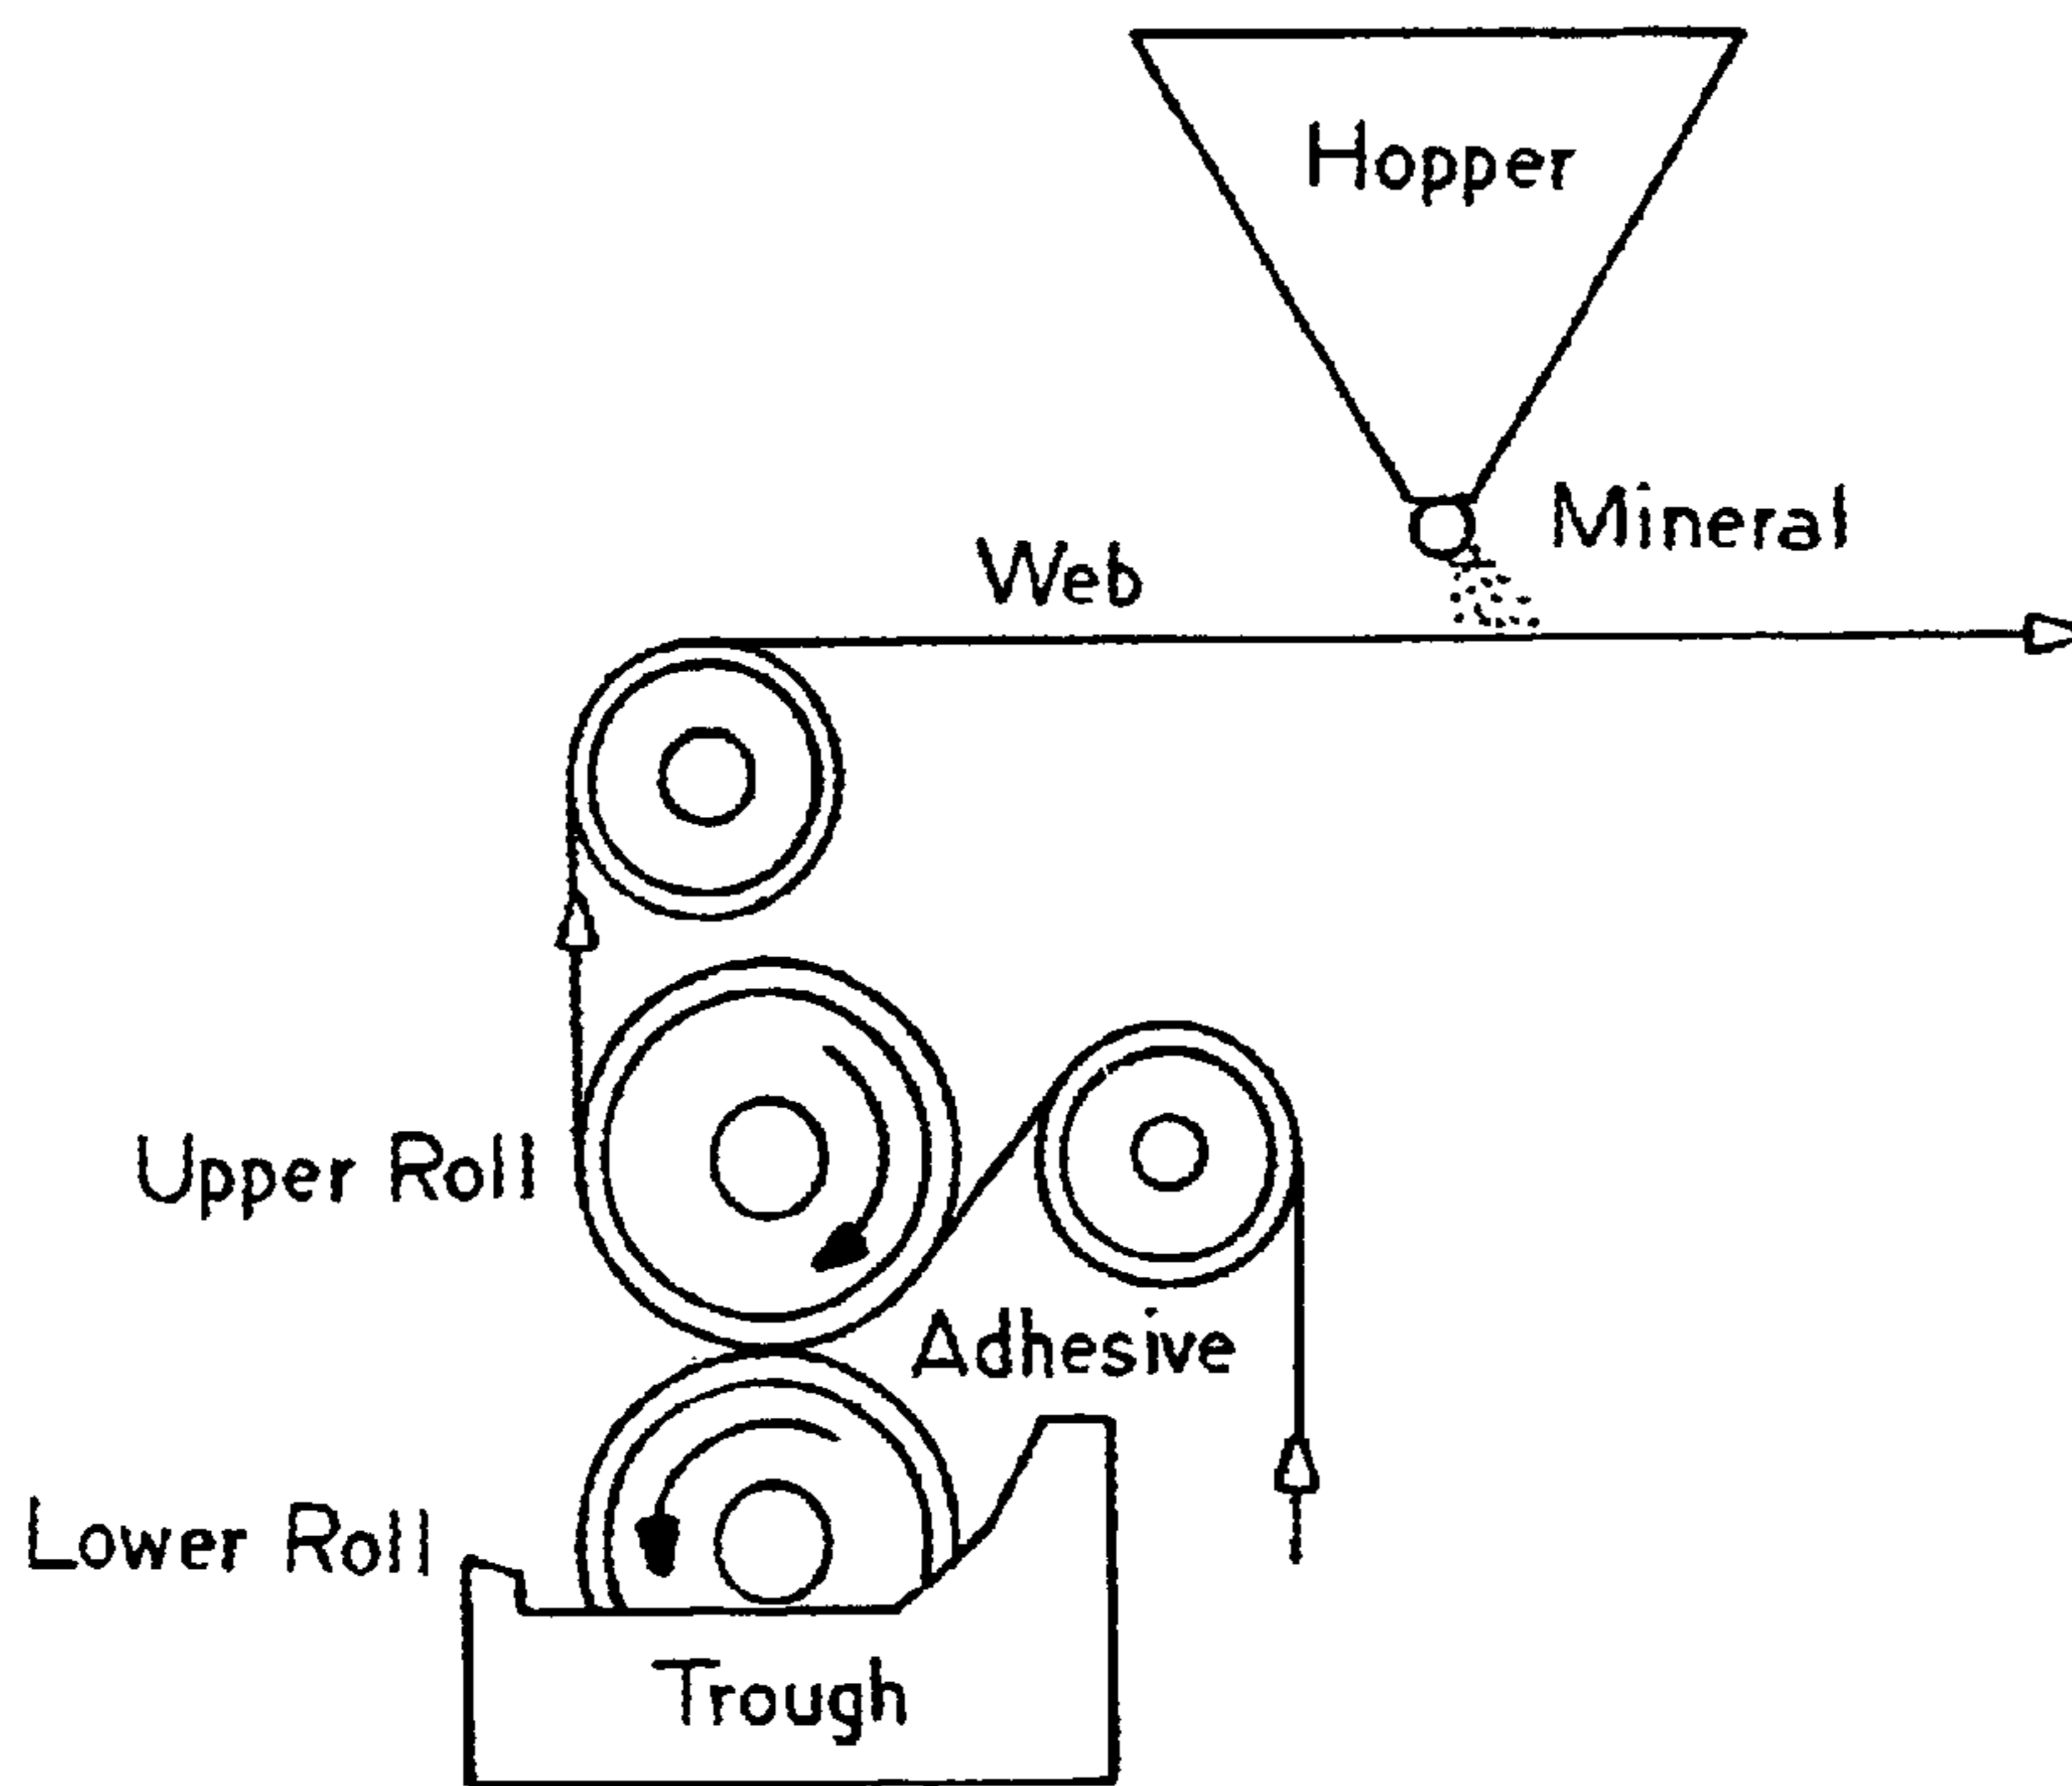 Hopper
Mineral
Web
Upper Roll
Adhesive
Lower Roll
Trough